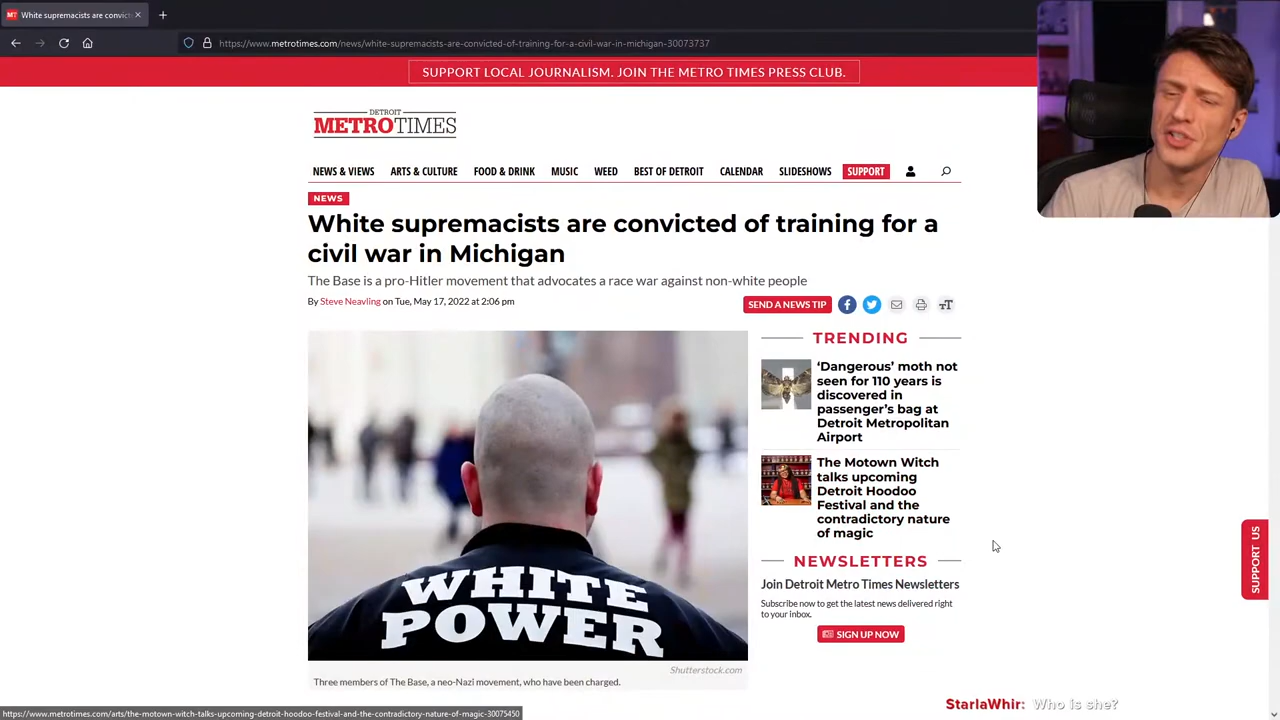 White supremacists are convict
https://www.metrotimes.com/news/white-supremacists-are-convicted-of-training-for-a-civil-war-in-michigan-30073737
SUPPORT LOCAL JOURNALISM. JOIN THE METRO TIMES PRESS CLUB.
DETROIT
METROTIMES
NEWS & VIEWS
ARTS & CULTURE
FOOD & DRINK
MUSIC
WEED
BEST OF DETROIT
CALENDAR
SLIDESHOWS
SUPPORT
NEWS
White supremacists are convicted of training for a
civil war in Michigan
The Base is a pro-Hitler movement that advocates a race war against non-white people
By Steve Neavling on Tue, May 17, 2022 at 2:06 pm
SEND A NEWS TIP
WHITE
POWER
Shutterstock.com
Three members of The Base, a neo-Nazi movement, who have been charged.
TRENDING
‘Dangerous’ moth not
seen for 110 years is
discovered in
passenger’s bag at
Detroit Metropolitan
Airport
The Motown Witch
talks upcoming
Detroit Hoodoo
Festival and the
contradictory nature
of magic
NEWSLETTERS
Join Detroit Metro Times Newsletters
Subscribe now to get the latest news delivered right
to your inbox.
SIGN UP NOW
SUPPORT US
StarlaWhir: Who is she?
https://www.metrotimes.com/arts/the-motown-witch-talks-upcoming-detroit-hoodoo-festival-and-the-contradictory-nature-of-magic-30075450